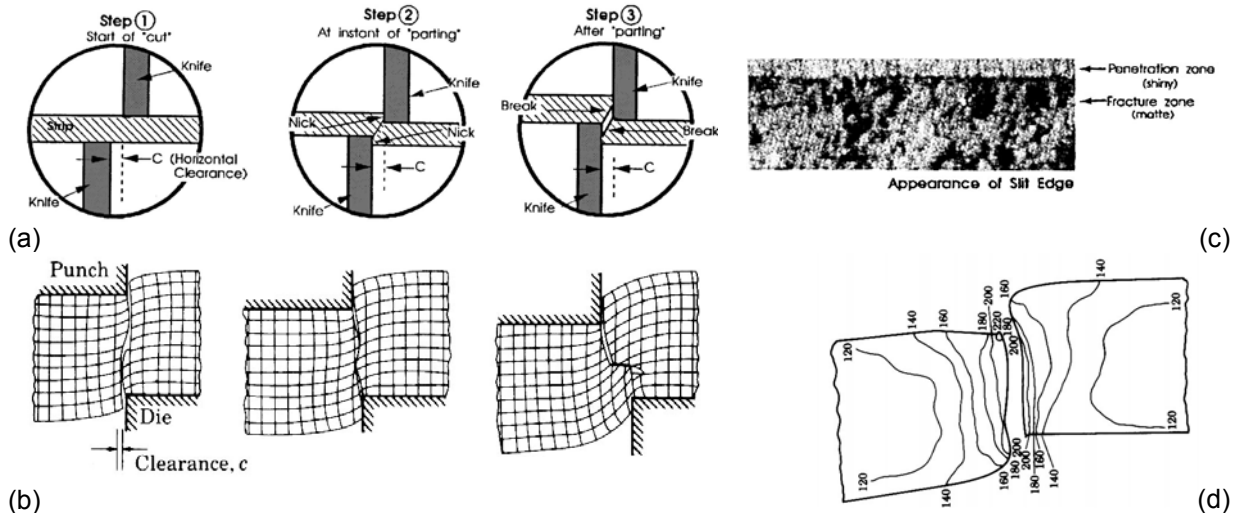 Step 1
Start of "cut"
Knife
Strip
C (Horizontal
Clearance)
Knife
Step 2
At instant of "parting"
Knife
Nick
Nick
C
Knife
Step 3
After "parting"
Knife
Break
Break
C
Knife
(a)
Penetration zone
(shiny)
Fracture zone
(matte)
Appearance of Slit Edge
(c)
Punch
Die
Clearance, c
(b)
120
140
160
180
200
220
180
160
200
140
120
120
140
160
180
200
200
180
160
140
120
(d)